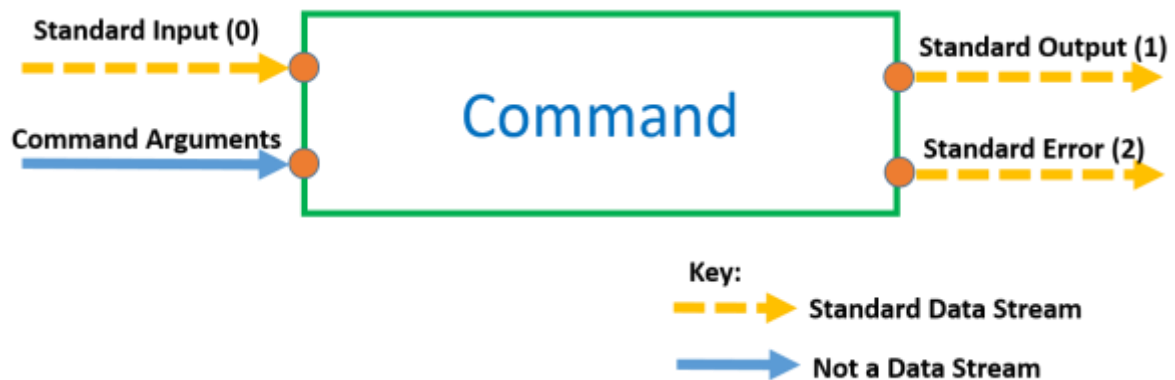 Standard Input (0)
Command Arguments
Command
Standard Output (1)
Standard Error (2)
Key:
Standard Data Stream
Not a Data Stream